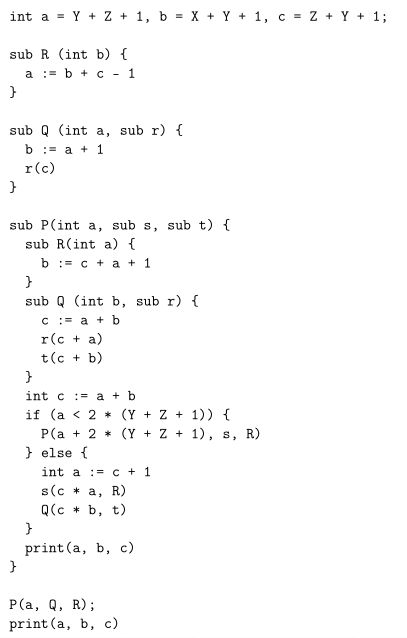 int a = Y + Z + 1, b = X + Y + 1, c = Z + Y + 1;

sub R (int b) {
  a := b + c - 1
}

sub Q (int a, sub r) {
  b := a + 1
  r(c)
}

sub P(int a, sub s, sub t) {
  sub R(int a) {
    b := c + a + 1
  }
  sub Q (int b, sub r) {
    c := a + b
    r(c + a)
    t(c + b)
  }
  int c := a + b
  if (a < 2 * (Y + Z + 1)) {
    P(a + 2 * (Y + Z + 1), s, R)
  } else {
    int a := c + 1
    s(c * a, R)
    Q(c * b, t)
  }
  print(a, b, c)
}

P(a, Q, R);
print(a, b, c)